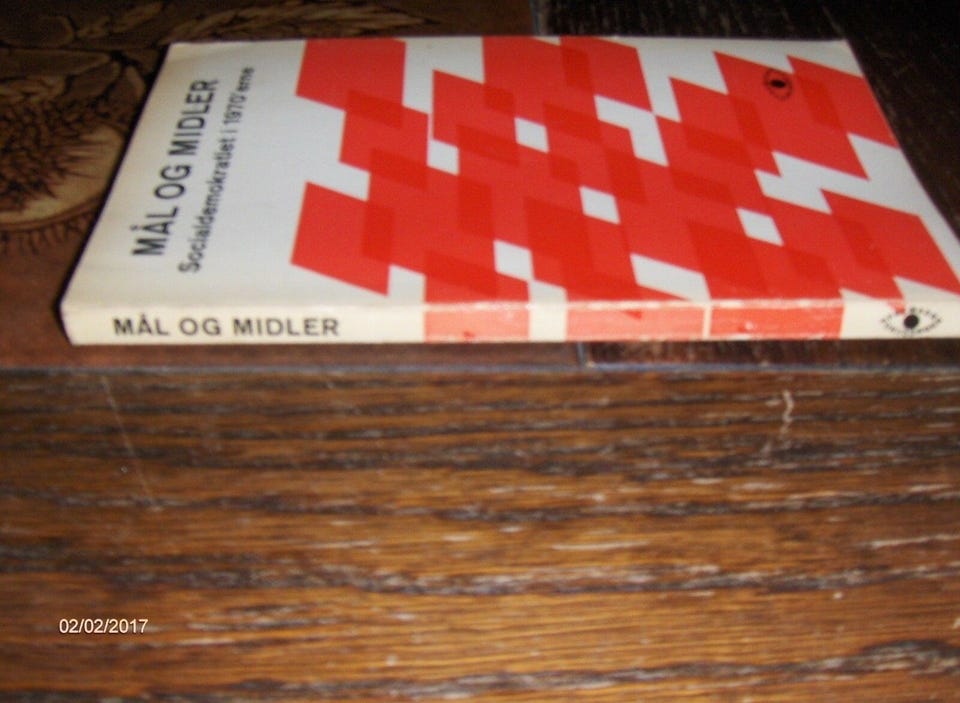 MÅL OG MIDLER
Socialdemokratiet i 1970'erne
MÅL OG MIDLER
02/02/2017